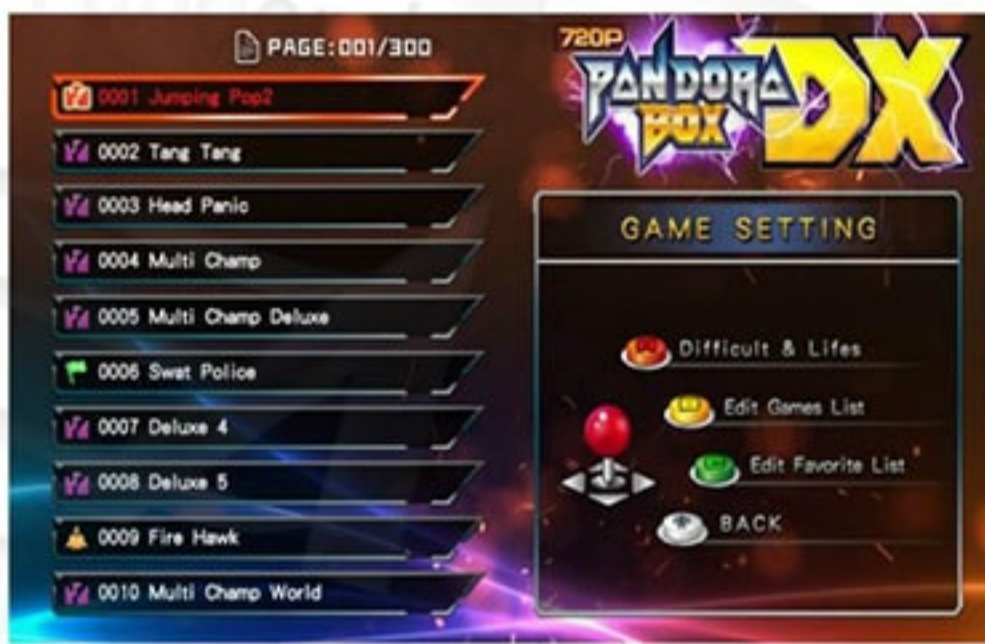 PAGE:001/300
0001 Jumping Pop2
0002 Tang Tang
0003 Head Panic
0004 Multi Champ
0005 Multi Champ Deluxe
0006 Swat Police
0007 Deluxe 4
0008 Deluxe 5
0009 Fire Hawk
0010 Multi Champ World
720P
PANDORA
BOX
DX
GAME SETTING
Difficult & Lifes
Edit Games List
Edit Favorite List
BACK